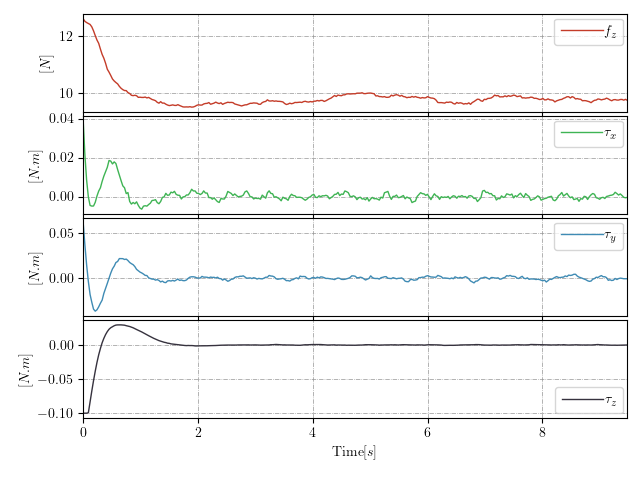 12
10
[N]
f_z
0.04
0.02
0.00
[N.m]
τ_x
0.05
0.00
[N.m]
τ_y
0.00
−0.05
−0.10
[N.m]
τ_z
0 2 4 6 8
Time[s]